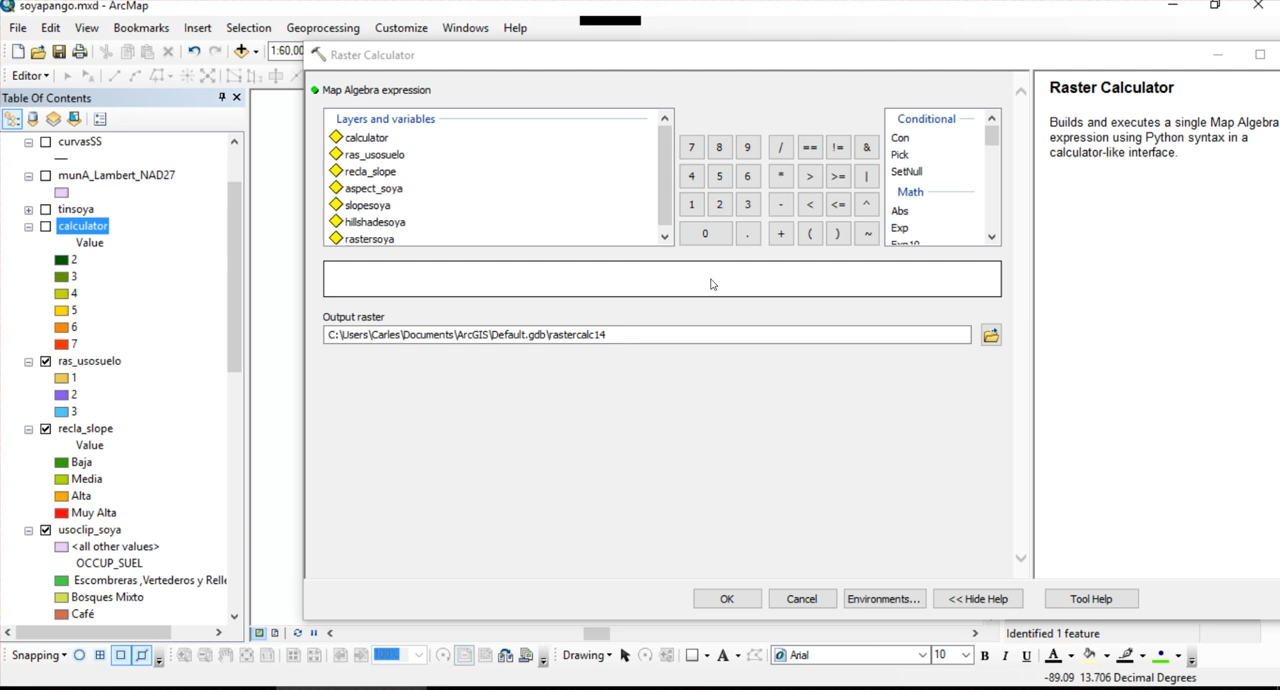 soyapango.mxd - ArcMap
File Edit View Bookmarks Insert Selection Geoprocessing Customize Windows Help
1:60.00
Editor
Table Of Contents
curvasSS
munA_Lambert_NAD27
tinsoya
calculator
Value
2
3
4
5
6
7
ras_usosuelo
1
2
3
recla_slope
Value
Baja
Media
Alta
Muy Alta
usoclip_soya
<all other values>
OCCUP_SUEL
Escombreras ,Vertederos y Relle
Bosques Mixto
Café
Raster Calculator
Map Algebra expression
Layers and variables
calculator
ras_usosuelo
recla_slope
aspect_soya
slopesoya
hillshadesoya
rastersoya
7 8 9 / == != &
4 5 6 * > >= |
1 2 3 - < <= ^
0 . + ( ) ~
Conditional
Con
Pick
SetNull
Math
Abs
Exp
Exp10
Output raster
C:\Users\Carles\Documents\ArcGIS\Default.gdb\rastercalc14
OK Cancel Environments... << Hide Help Tool Help
Raster Calculator
Builds and executes a single Map Algebra
expression using Python syntax in a
calculator-like interface.
Identified 1 feature
Snapping
100%
Drawing
A
Arial
10
B I U A
-89.09 13.706 Decimal Degrees